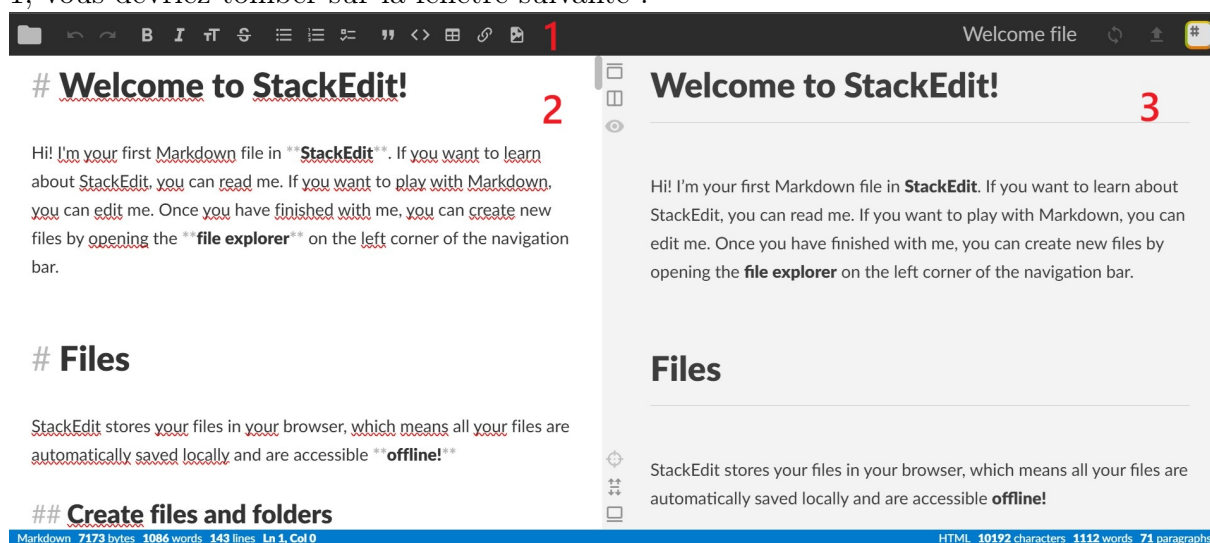 1, vous devriez tomber sur la fenêtre suivante :
B I TT S 1
Welcome file #
# Welcome to StackEdit!
2
Hi! I'm your first Markdown file in **StackEdit**. If you want to learn
about StackEdit, you can read me. If you want to play with Markdown,
you can edit me. Once you have finished with me, you can create new
files by opening the **file explorer** on the left corner of the navigation
bar.
# Files
StackEdit stores your files in your browser, which means all your files are
automatically saved locally and are accessible **offline!**
## Create files and folders
Markdown 7173 bytes 1086 words 143 lines Ln 1, Col 0
Welcome to StackEdit!
3
Hi! I’m your first Markdown file in StackEdit. If you want to learn about
StackEdit, you can read me. If you want to play with Markdown, you can
edit me. Once you have finished with me, you can create new files by
opening the file explorer on the left corner of the navigation bar.
Files
StackEdit stores your files in your browser, which means all your files are
automatically saved locally and are accessible offline!
HTML 10192 characters 1112 words 71 paragraphs